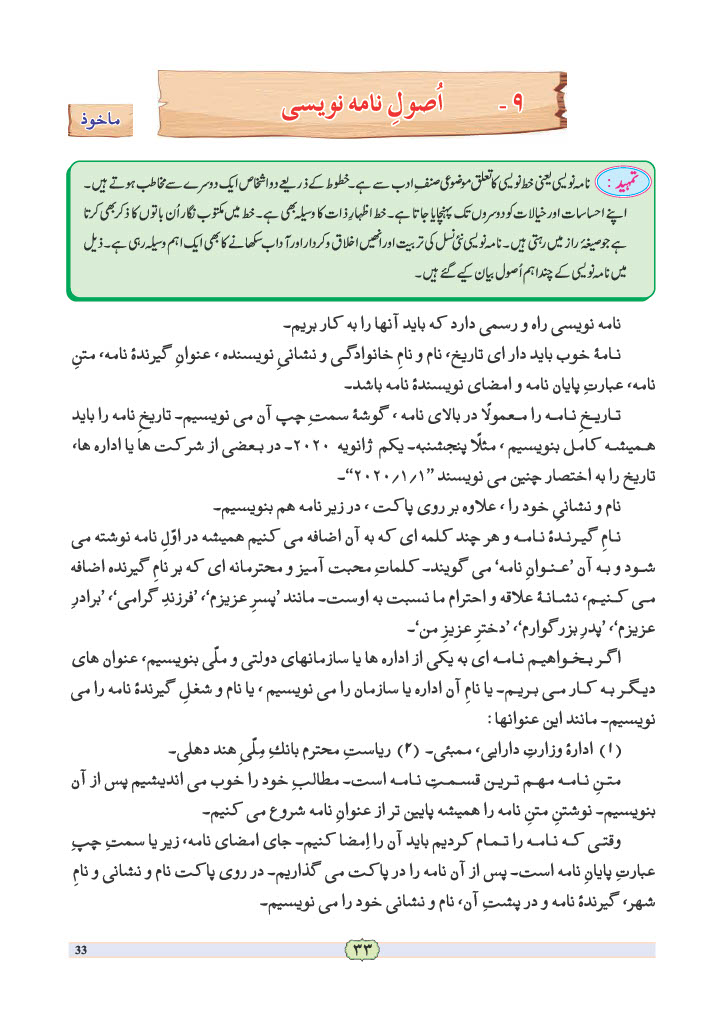 ۹ - اُصولِ نامه نویسی
ماخوذ
تمہید : نامہ نویسی یعنی خط نویسی کا تعلق موضوعی صنفِ ادب سے ہے۔ خطوط کے ذریعے دو اشخاص ایک دوسرے سے مخاطب ہوتے ہیں۔
اپنے احساسات اور خیالات کو دوسروں تک پہنچایا جاتا ہے۔ خط اظہارِ ذات کا وسیلہ بھی ہے۔ خط میں مکتوب نگار اُن باتوں کا ذکر بھی کرتا
ہے جو صیغۂ راز میں رہتی ہیں۔ نامہ نویسی نئی نسل کی تربیت اور انھیں اخلاق و کردار اور آداب سکھانے کا بھی ایک اہم وسیلہ رہی ہے۔ ذیل
میں نامہ نویسی کے چند اہم اُصول بیان کیے گئے ہیں۔
نامه نویسی راه و رسمی دارد که باید آنها را به کار بریم۔
نامۀ خوب باید دار ای تاریخ، نام و نامِ خانوادگی و نشانیِ نویسنده ، عنوانِ گیرندۀ نامه، متنِ
نامه، عبارتِ پایان نامه و امضای نویسندۀ نامه باشد۔
تاریخِ نامه را معمولًا در بالای نامه ، گوشۀ سمتِ چپ آن می نویسیم۔ تاریخِ نامه را باید
همیشه کامل بنویسیم ، مثلًا پنجشنبه۔ یکم ژانویه ۲۰۲۰۔ در بعضی از شرکت ها یا اداره ها،
تاریخ را به اختصار چنین می نویسند ”۲۰۲۰/۱/۱“۔
نام و نشانیِ خود را ، علاوه بر روی پاکت ، در زیر نامه هم بنویسیم۔
نامِ گیرندۀ نامه و هر چند کلمه ای که به آن اضافه می کنیم همیشه در اوّلِ نامه نوشته می
شود و به آن ’عنوانِ نامه‘ می گویند۔ کلماتِ محبت آمیز و محترمانه ای که بر نامِ گیرنده اضافه
می کنیم، نشانۀ علاقه و احترام ما نسبت به اوست۔ مانند ’پسرِ عزیزم‘، ’فرزندِ گرامی‘، ’برادرِ
عزیزم‘، ’پدرِ بزرگوارم‘، ’دخترِ عزیزِ من‘۔
اگر بخواهیم نامه ای به یکی از اداره ها یا سازمانهای دولتی و ملّی بنویسیم، عنوان های
دیگر به کار می بریم۔ یا نامِ آن اداره یا سازمان را می نویسیم ، یا نام و شغلِ گیرندۀ نامه را می
نویسیم۔ مانند این عنوانها:
(۱) ادارۀ وزارتِ دارایی، ممبئی۔ (۲) ریاستِ محترم بانكِ مِلّیِ هند دهلی۔
متنِ نامه مهم ترین قسمتِ نامه است۔ مطالبِ خود را خوب می اندیشیم پس از آن
بنویسیم۔ نوشتنِ متنِ نامه را همیشه پایین تر از عنوانِ نامه شروع می کنیم۔
وقتی که نامه را تمام کردیم باید آن را اِمضا کنیم۔ جای امضای نامه، زیر یا سمتِ چپِ
عبارتِ پایانِ نامه است۔ پس از آن نامه را در پاکت می گذاریم۔ در روی پاکت نام و نشانی و نامِ
شهر، گیرندۀ نامه و در پشتِ آن، نام و نشانی خود را می نویسیم۔
33
۳۳